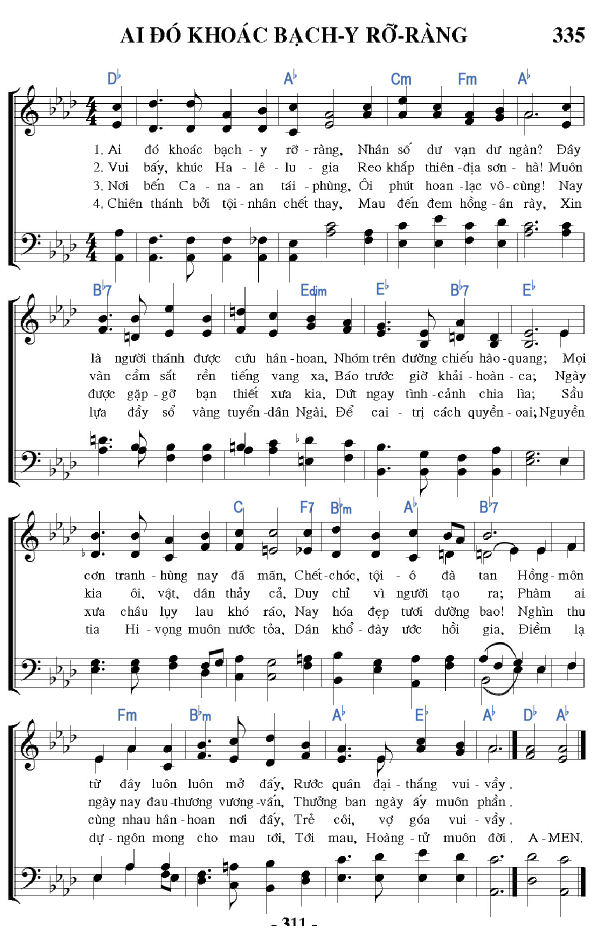 AI ĐÓ KHOÁC BẠCH-Y RỠ-RÀNG 335
D♭ A♭ Cm Fm A♭
1. Ai đó khoác bạch - y rỡ - ràng, Nhân số dư vạn dư ngàn? Đầy
2. Vui bấy, khúc Ha - lê - lu - gia Reo khắp thiên - địa sơn - hà! Muôn
3. Nơi bến Ca - na - an tái - phùng, Ôi phút hoan - lạc vô - cùng! Nay
4. Chiên thánh bởi tội - nhân chết thay, Mau đến đem hồng - ân rày, Xin
B♭7 Edim E♭ B♭7 E♭
là người thánh được cứu hân - hoan, Nhóm trên đường chiếu hào - quang; Mọi
vàn cầm sắt rền tiếng vang xa, Báo trước giờ khải - hoàn - ca; Ngày
được gặp - gỡ bạn thiết xưa kia, Dứt ngay tình - cảnh chia lìa; Sầu
lựa đầy sổ vàng tuyển - dân Ngài, Để cai - trị cách quyền - oai; Nguyền
C F7 B♭m A♭ B♭7
cơn tranh - hùng nay đã mãn, Chết - chóc, tội - ô đà tan Hồng - môn
kia ôi, vật, dân thảy cả, Duy chỉ vì người tạo ra; Phàm ai
xưa châu lụy lau khó ráo, Nay hóa đẹp tươi dường bao! Nghìn thu
tia Hi - vọng muôn nước tỏa, Dân khổ - đày ước hồi gia, Điềm lạ
Fm B♭m A♭ E♭ A♭ D♭ A♭
từ đây luôn luôn mở đấy, Rước quân đại - thắng vui - vầy.
ngày nay đau - thương vương - vấn, Thưởng ban ngày ấy muôn phần.
cùng nhau hân - hoan nơi đấy, Trẻ côi, vợ góa vui - vầy.
dự - ngôn mong cho mau tới, Tới mau, Hoàng - tử muôn đời. A-MEN.
- 311 -